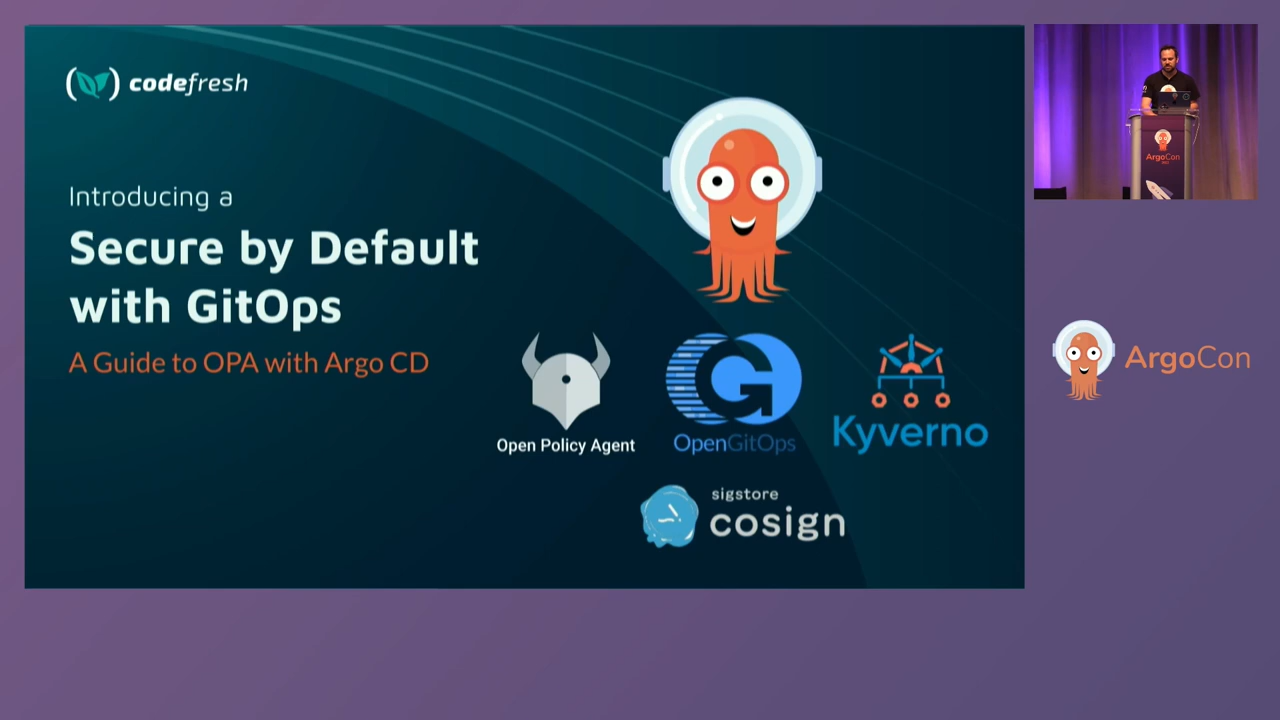 codefresh
Introducing a
Secure by Default
with GitOps
A Guide to OPA with Argo CD
Open Policy Agent
OpenGitOps
Kyverno
sigstore
cosign
ArgoCon
ArgoCon